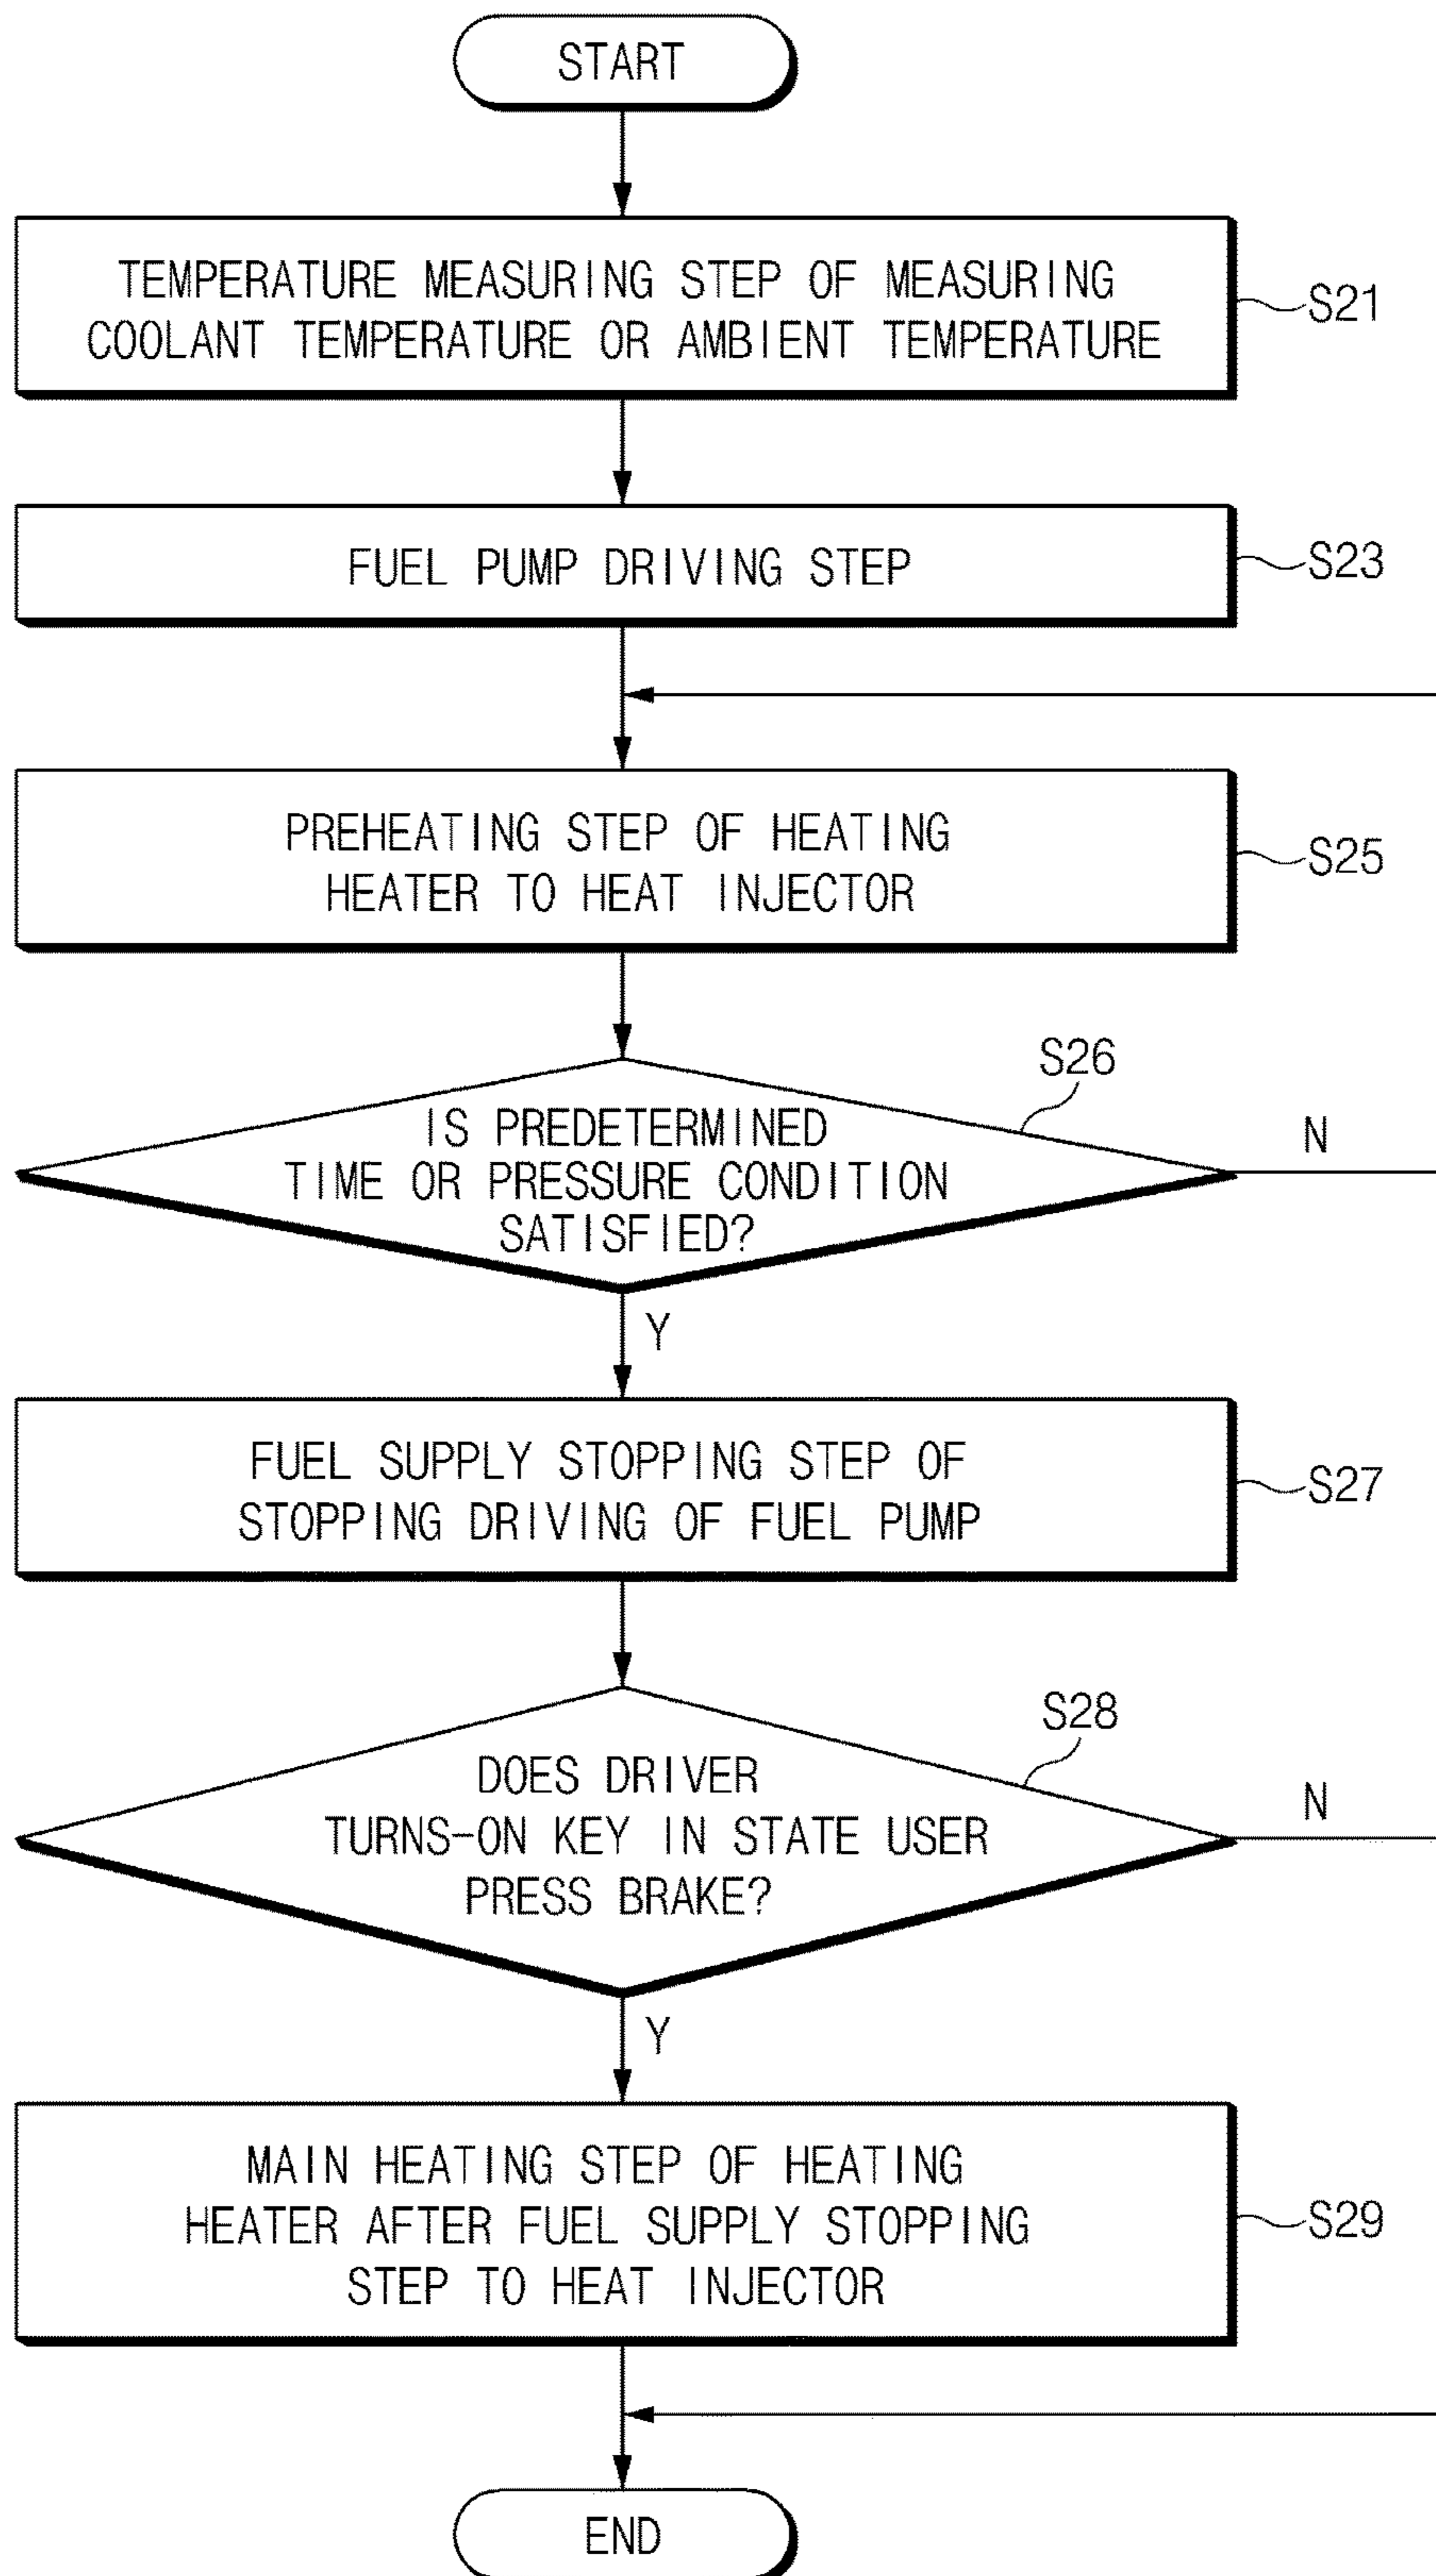 START
TEMPERATURE MEASURING STEP OF MEASURING
COOLANT TEMPERATURE OR AMBIENT TEMPERATURE
S21
FUEL PUMP DRIVING STEP
S23
PREHEATING STEP OF HEATING
HEATER TO HEAT INJECTOR
S25
S26
IS PREDETERMINED
TIME OR PRESSURE CONDITION
SATISFIED?
N
Y
FUEL SUPPLY STOPPING STEP OF
STOPPING DRIVING OF FUEL PUMP
S27
S28
DOES DRIVER
TURNS-ON KEY IN STATE USER
PRESS BRAKE?
N
Y
MAIN HEATING STEP OF HEATING
HEATER AFTER FUEL SUPPLY STOPPING
STEP TO HEAT INJECTOR
S29
END